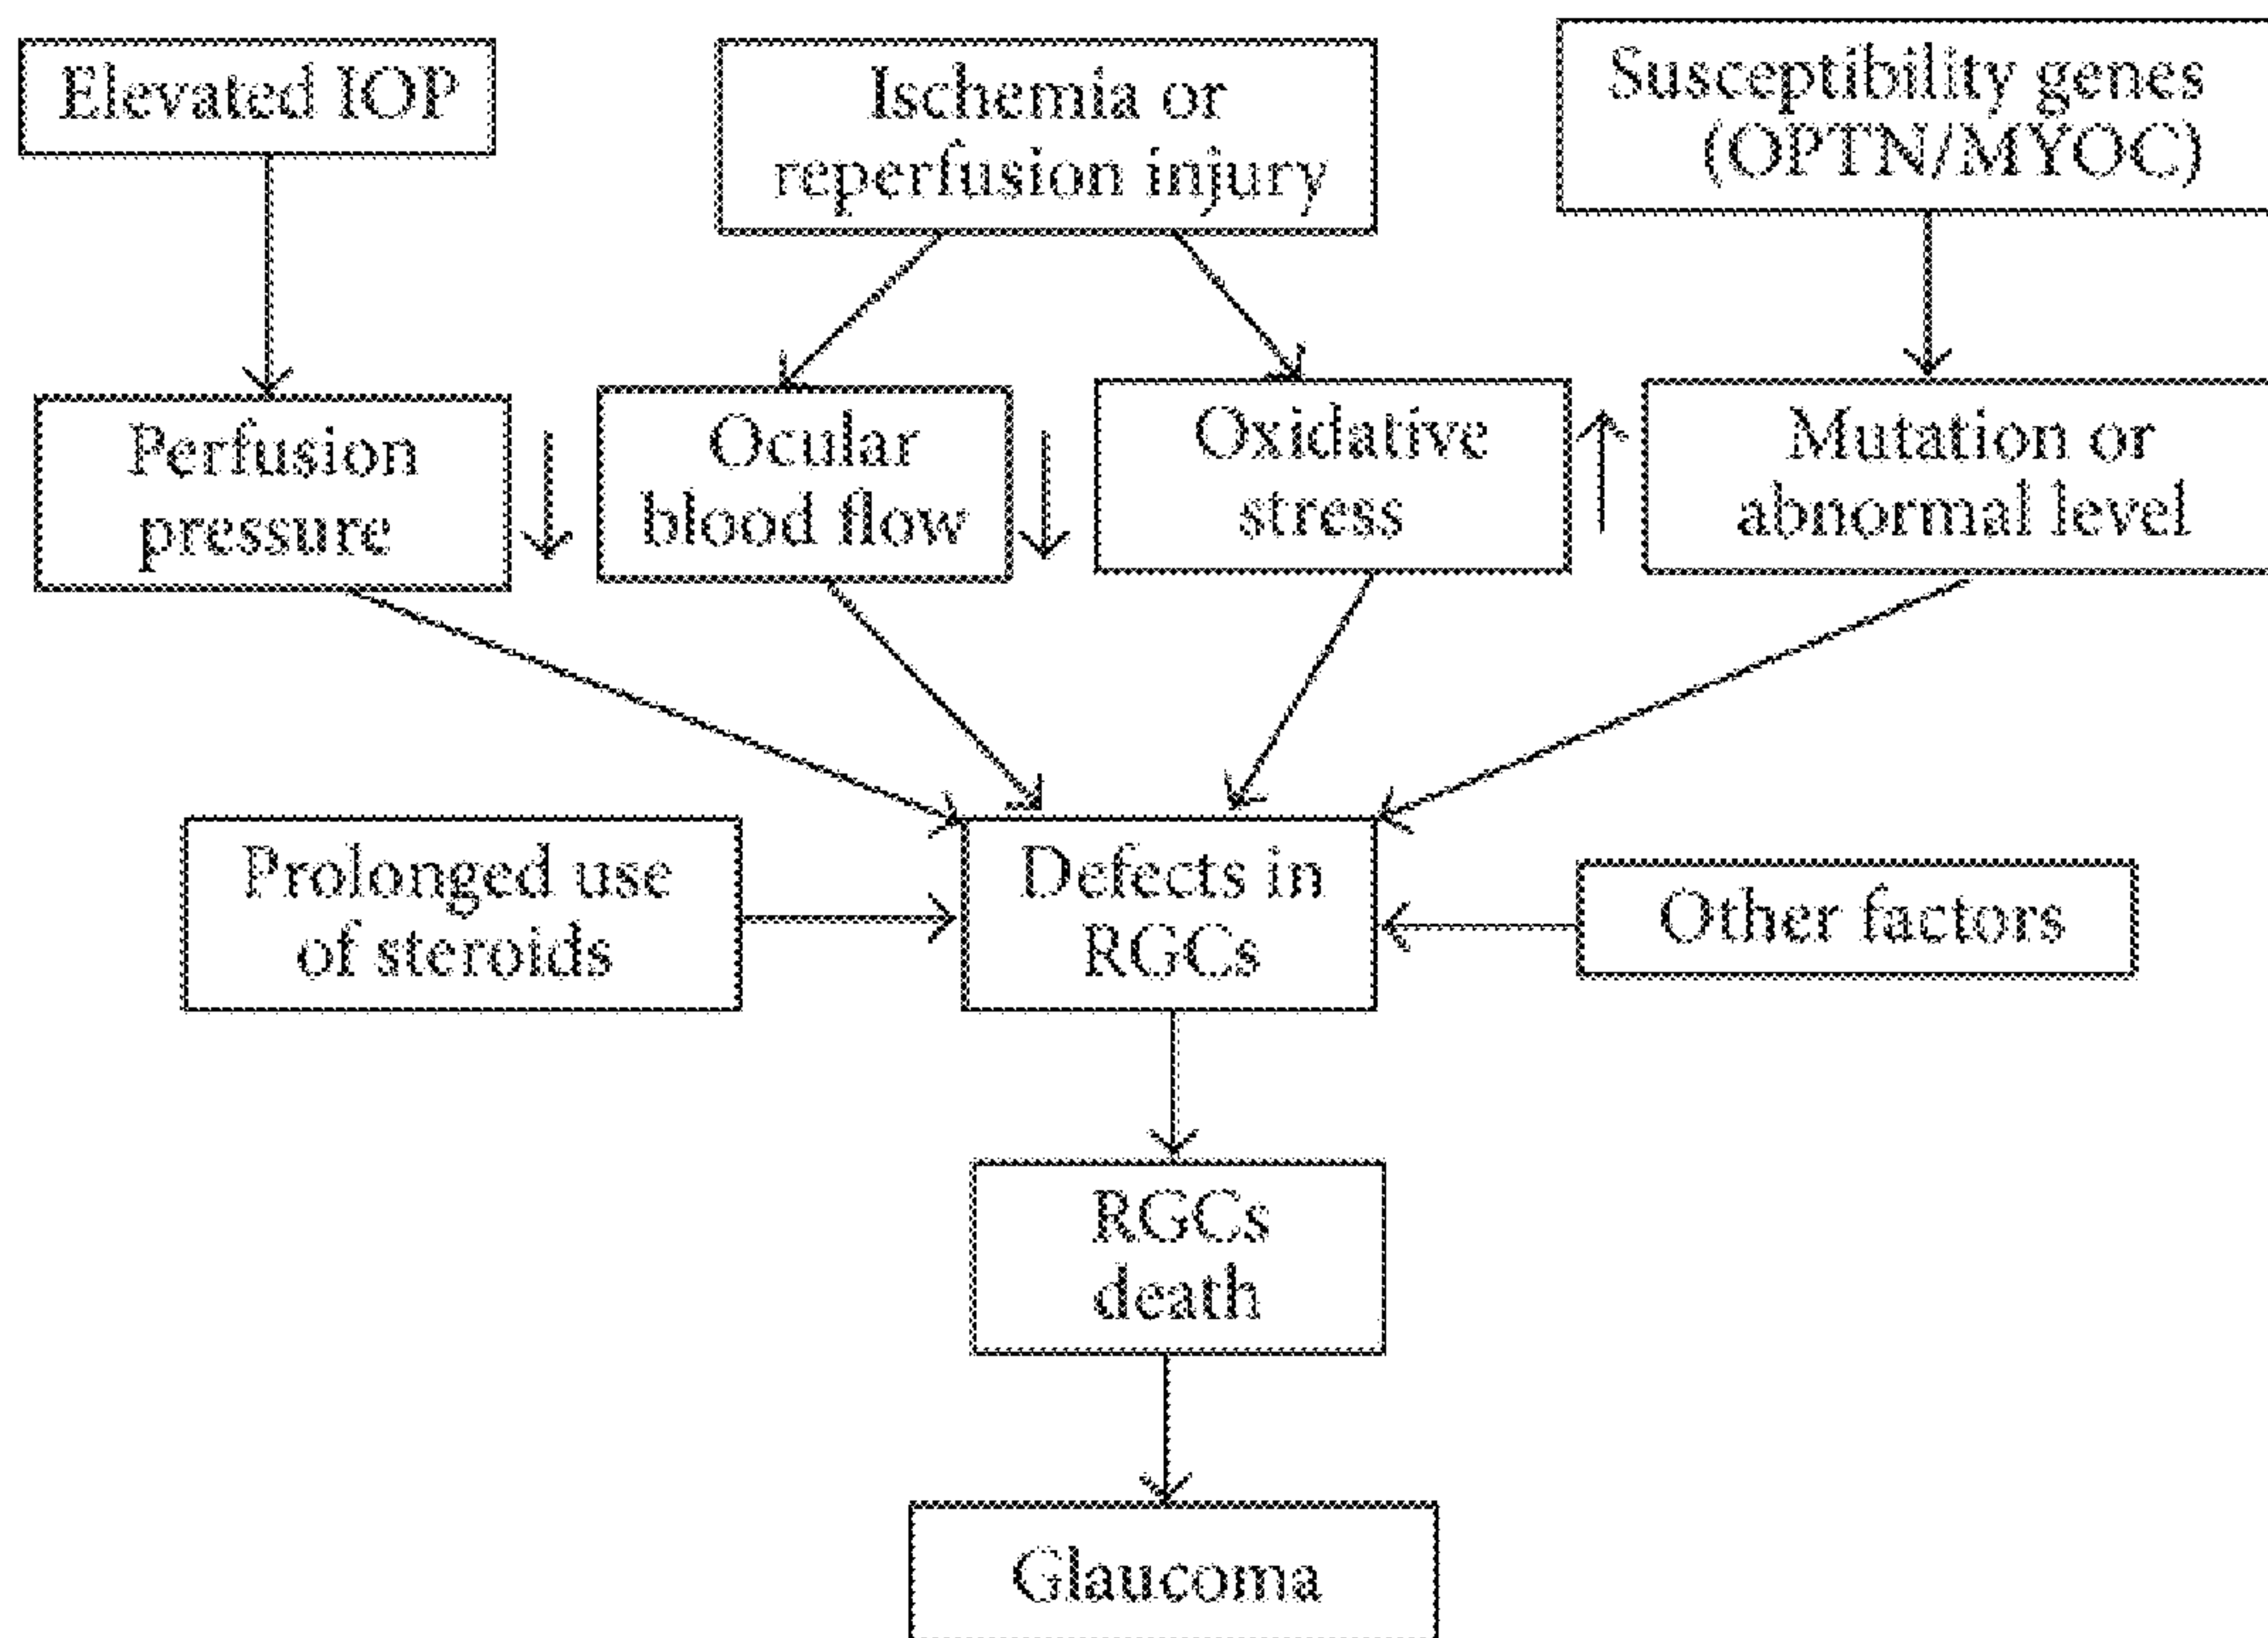 Elevated IOP
Ischemia or
reperfusion injury
Susceptibility genes
(OPTN/MYOC)
Perfusion
pressure
Ocular
blood flow
Oxidative
stress
Mutation or
abnormal level
Prolonged use
of steroids
Defects in
RGCs
Other factors
RGCs
death
Glaucoma